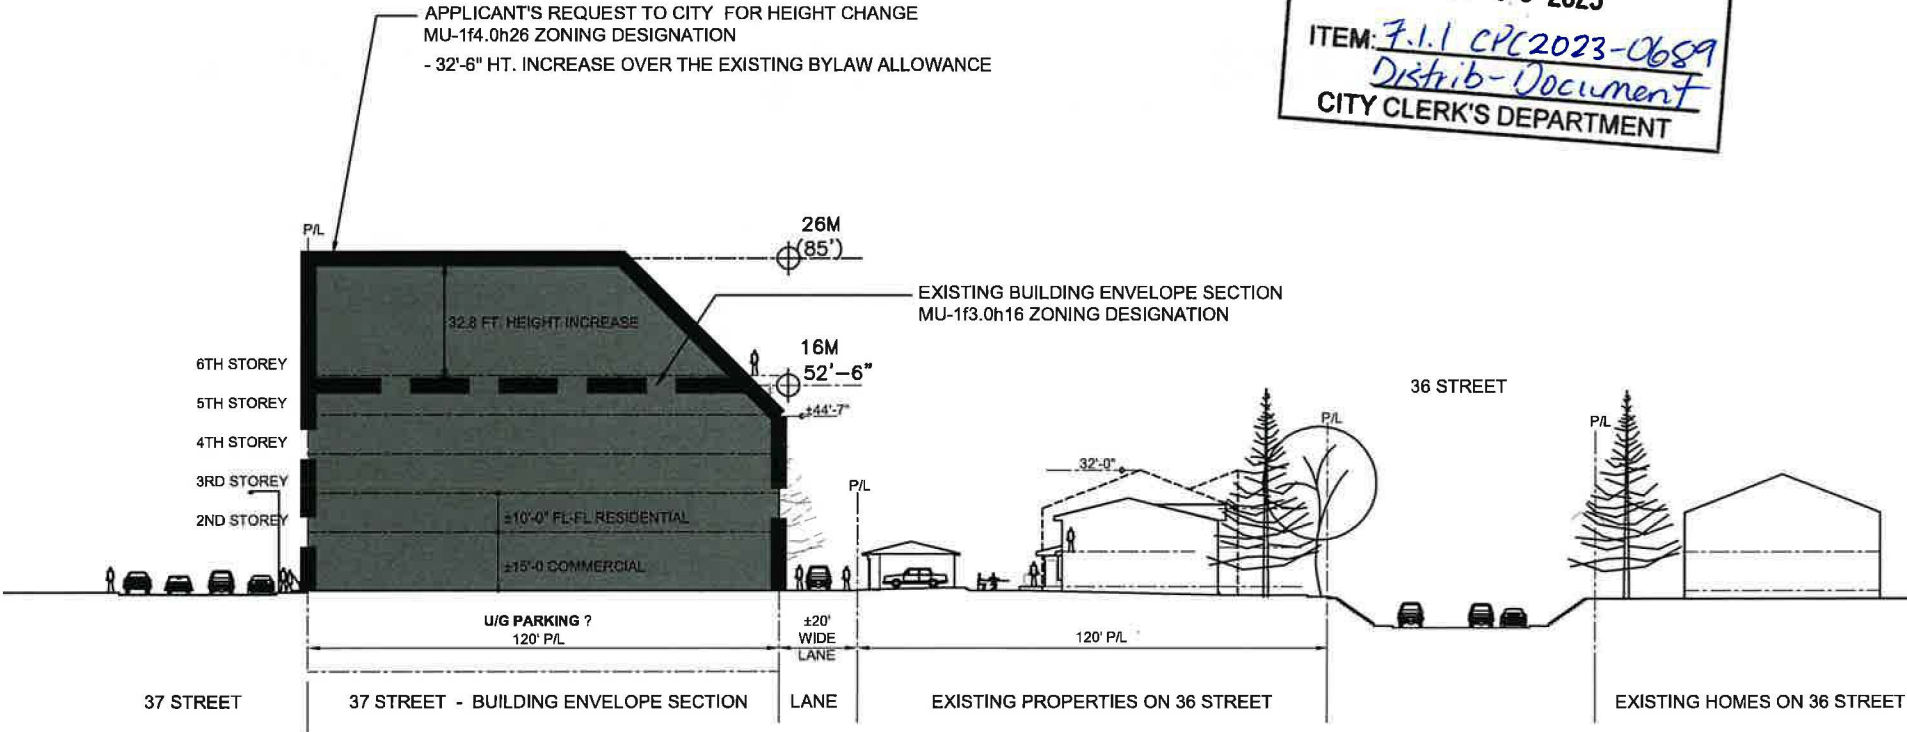 APPLICANT'S REQUEST TO CITY FOR HEIGHT CHANGE
MU-1f4.0h26 ZONING DESIGNATION
- 32'-6" HT. INCREASE OVER THE EXISTING BYLAW ALLOWANCE
2023
ITEM: 7.1.1 CPC2023-0689
Distrib-Document
CITY CLERK'S DEPARTMENT
P/L
26M
(85')
EXISTING BUILDING ENVELOPE SECTION
MU-1f3.0h16 ZONING DESIGNATION
32.8 FT. HEIGHT INCREASE
16M
52'-6"
±44'-7"
6TH STOREY
5TH STOREY
4TH STOREY
3RD STOREY
2ND STOREY
±10'-0" FL-FL RESIDENTIAL
±15'-0 COMMERCIAL
P/L
32'-0"
P/L
36 STREET
P/L
U/G PARKING ?
120' P/L
±20'
WIDE
LANE
120' P/L
37 STREET
37 STREET - BUILDING ENVELOPE SECTION
LANE
EXISTING PROPERTIES ON 36 STREET
EXISTING HOMES ON 36 STREET